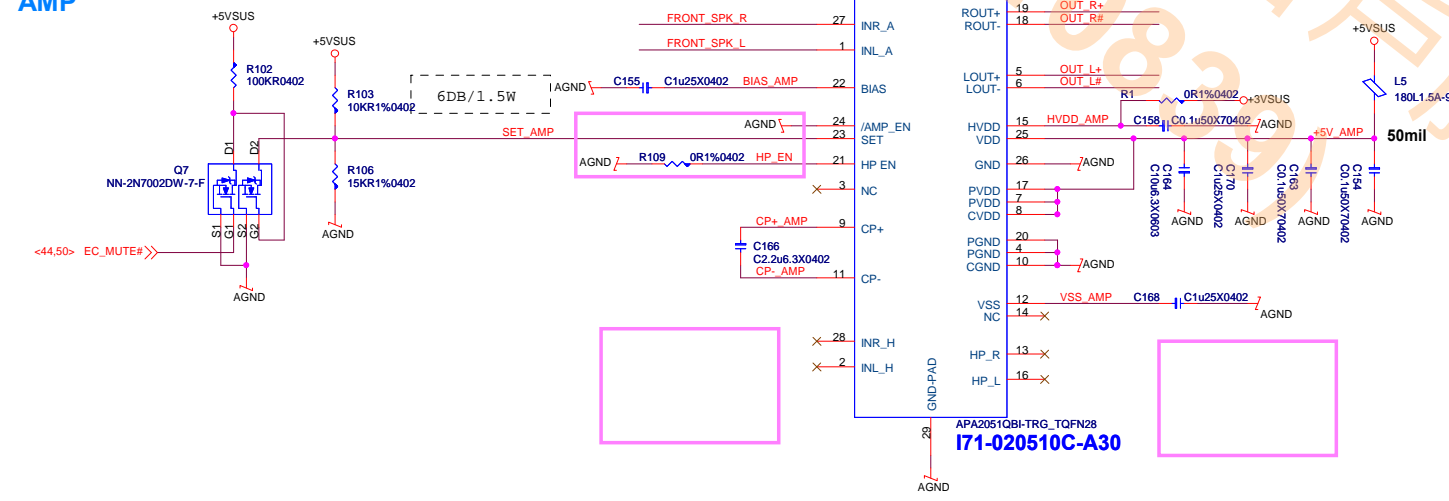 AMP
+5VSUS
R102
100KR0402
+5VSUS
R103
10KR1%0402
6DB/1.5W
SET_AMP
R106
15KR1%0402
AGND
Q7
NN-2N7002DW-7-F
D1
D2
S1
G1
S2
G2
<44,50> EC_MUTE#
AGND
FRONT_SPK_R
27
INR_A
FRONT_SPK_L
1
INL_A
AGND
C155
C1u25X0402
BIAS_AMP
22
BIAS
AGND
24
/AMP_EN
23
SET
AGND
R109
0R1%0402
HP_EN
21
HP EN
3
NC
CP+_AMP
9
CP+
C166
C2.2u6.3X0402
CP-_AMP
11
CP-
28
INR_H
2
INL_H
GND-PAD
29
AGND
ROUT+
19
OUT_R+
ROUT-
18
OUT_R#
LOUT+
5
OUT_L+
LOUT-
6
OUT_L#
R1
0R1%0402
+3VSUS
HVDD
15
HVDD_AMP
C158
C0.1u50X70402
AGND
VDD
25
+5V_AMP
50mil
+5VSUS
L5
180L1.5A-9
GND
26
AGND
PVDD
17
PVDD
7
CVDD
8
C164
C10u6.3X0603
AGND
C170
C1u25X0402
AGND
C163
C0.1u50X70402
AGND
C154
C0.1u50X70402
AGND
PGND
20
PGND
4
CGND
10
AGND
VSS
12
VSS_AMP
C168
C1u25X0402
AGND
NC
14
HP_R
13
HP_L
16
APA2051QBI-TRG_TQFN28
I71-020510C-A30